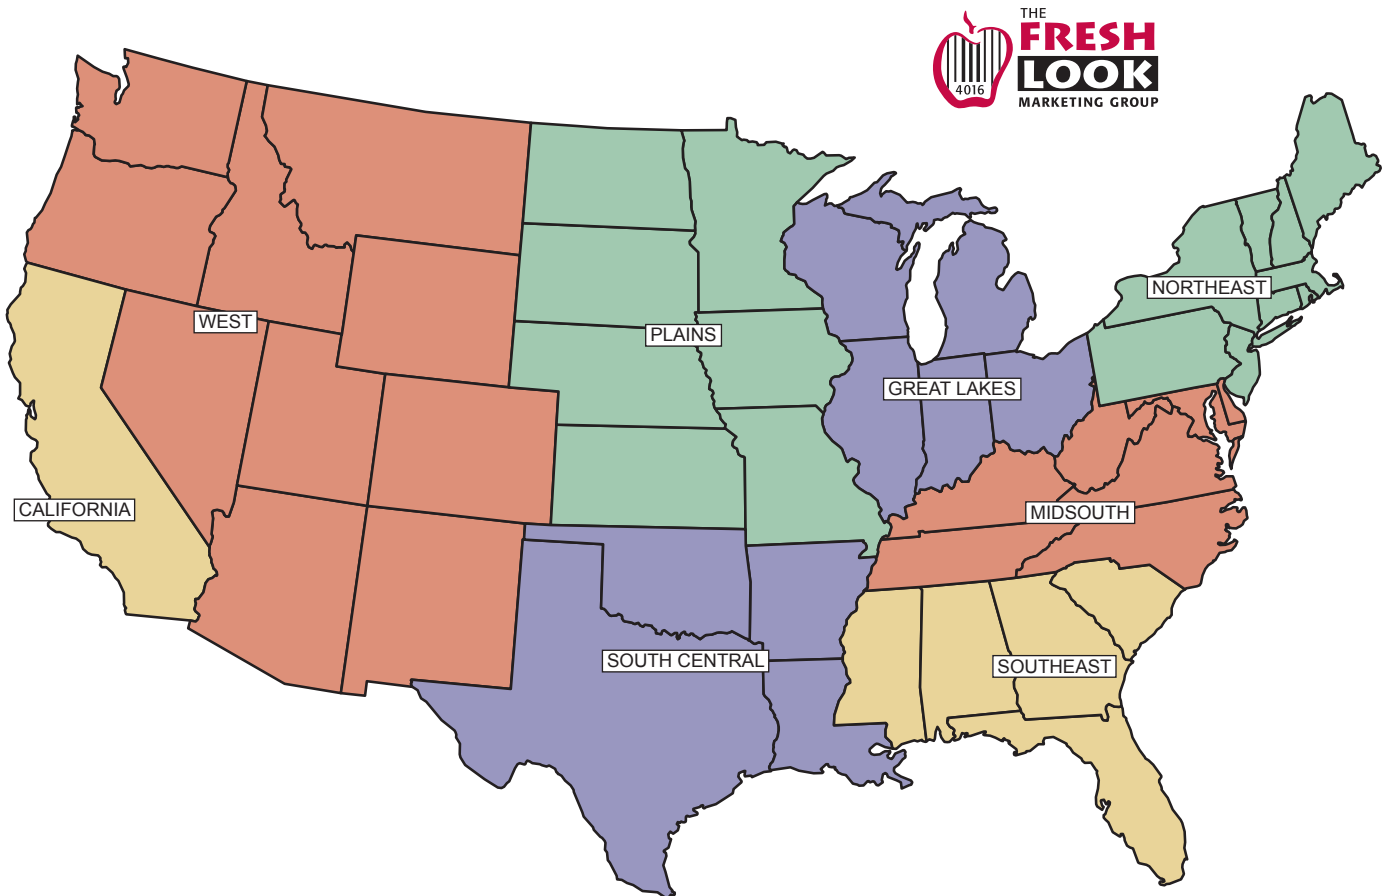 THE
FRESH
LOOK
4016
MARKETING GROUP
NORTHEAST
WEST
PLAINS
GREAT LAKES
CALIFORNIA
MIDSOUTH
SOUTH CENTRAL
SOUTHEAST